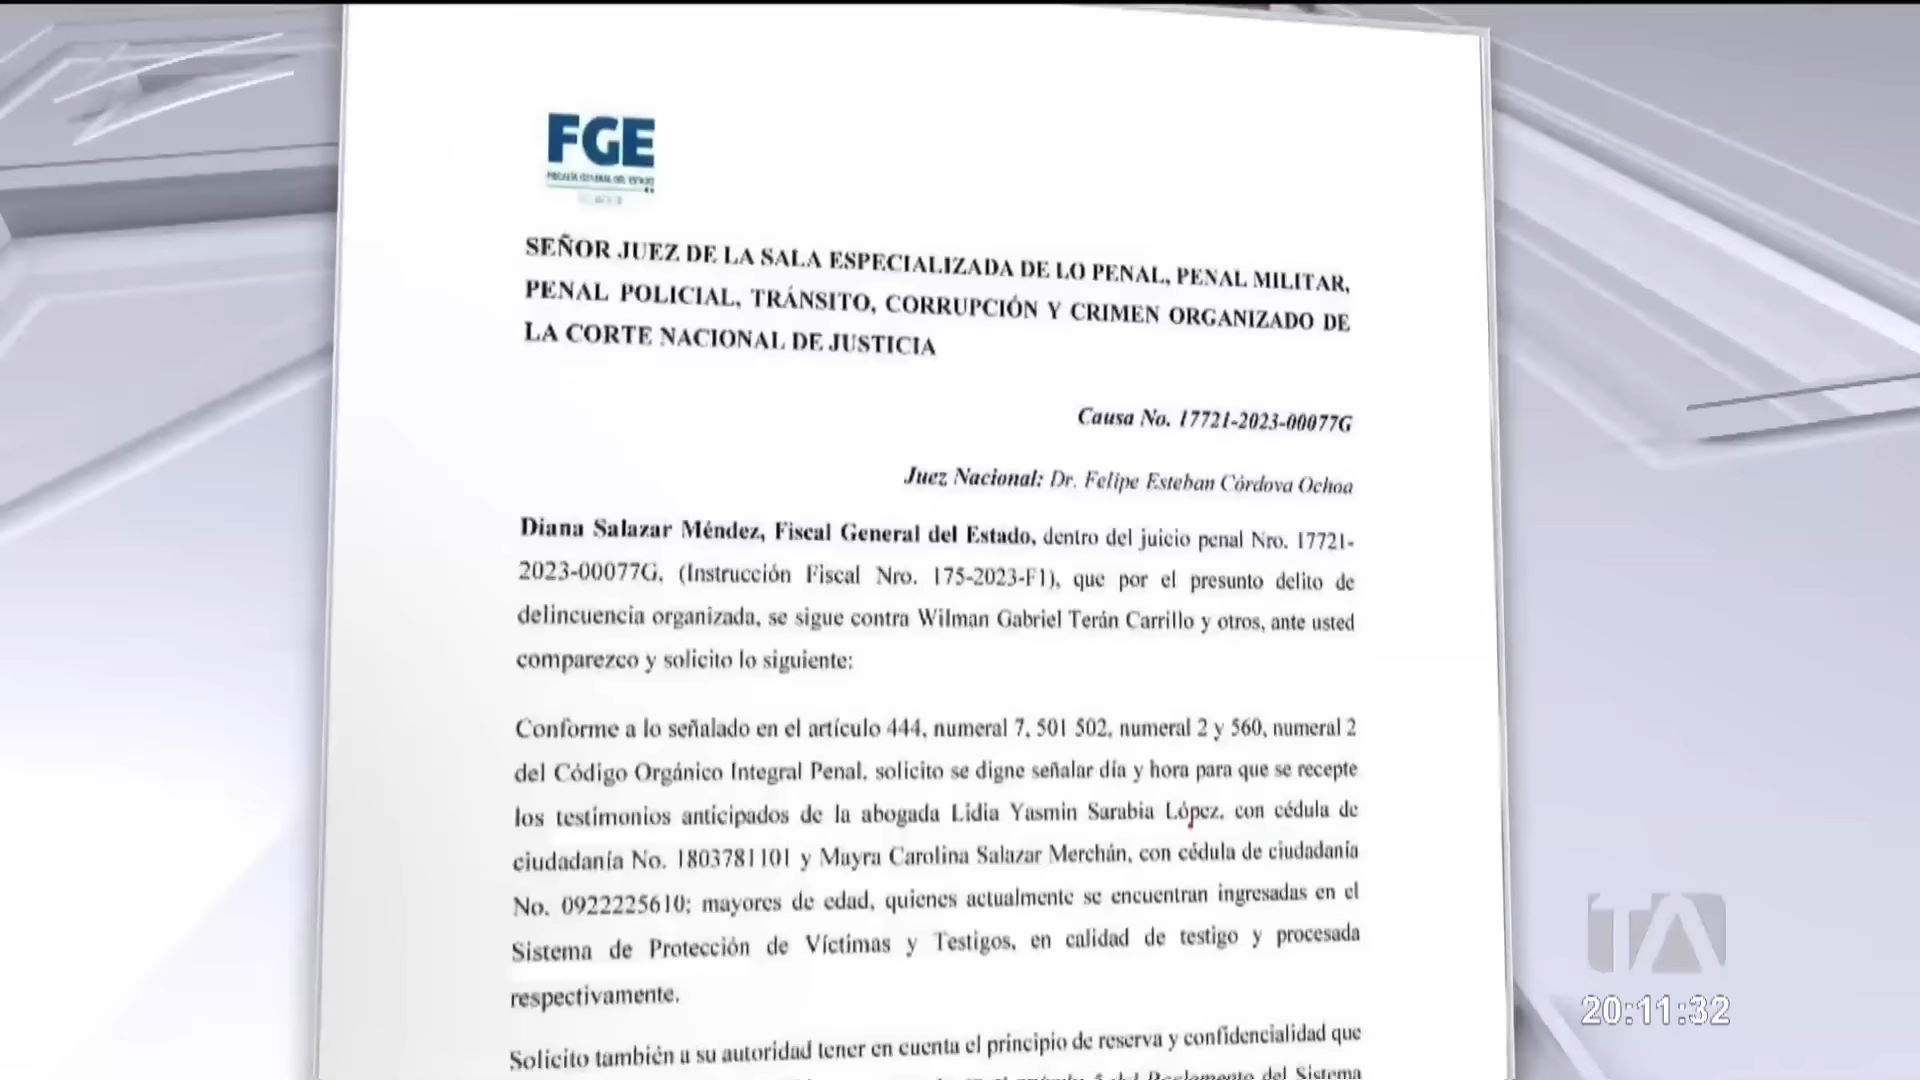 FGE
FISCALÍA GENERAL DEL ESTADO
SEÑOR JUEZ DE LA SALA ESPECIALIZADA DE LO PENAL, PENAL MILITAR,
PENAL POLICIAL, TRÁNSITO, CORRUPCIÓN Y CRIMEN ORGANIZADO DE
LA CORTE NACIONAL DE JUSTICIA
Causa No. 17721-2023-00077G
Juez Nacional: Dr. Felipe Esteban Córdova Ochoa
Diana Salazar Méndez, Fiscal General del Estado, dentro del juicio penal Nro. 17721-
2023-00077G, (Instrucción Fiscal Nro. 175-2023-F1), que por el presunto delito de
delincuencia organizada, se sigue contra Wilman Gabriel Terán Carrillo y otros, ante usted
comparezco y solicito lo siguiente:
Conforme a lo señalado en el artículo 444, numeral 7, 501 502, numeral 2 y 560, numeral 2
del Código Orgánico Integral Penal, solicito se digne señalar día y hora para que se recepte
los testimonios anticipados de la abogada Lidia Yasmin Sarabia López, con cédula de
ciudadanía No. 1803781101 y Mayra Carolina Salazar Merchán, con cédula de ciudadanía
No. 0922225610; mayores de edad, quienes actualmente se encuentran ingresadas en el
Sistema de Protección de Víctimas y Testigos, en calidad de testigo y procesada
respectivamente.
Solicito también a su autoridad tener en cuenta el principio de reserva y confidencialidad que
del Reglamento del Sistema
TA
20:11:32